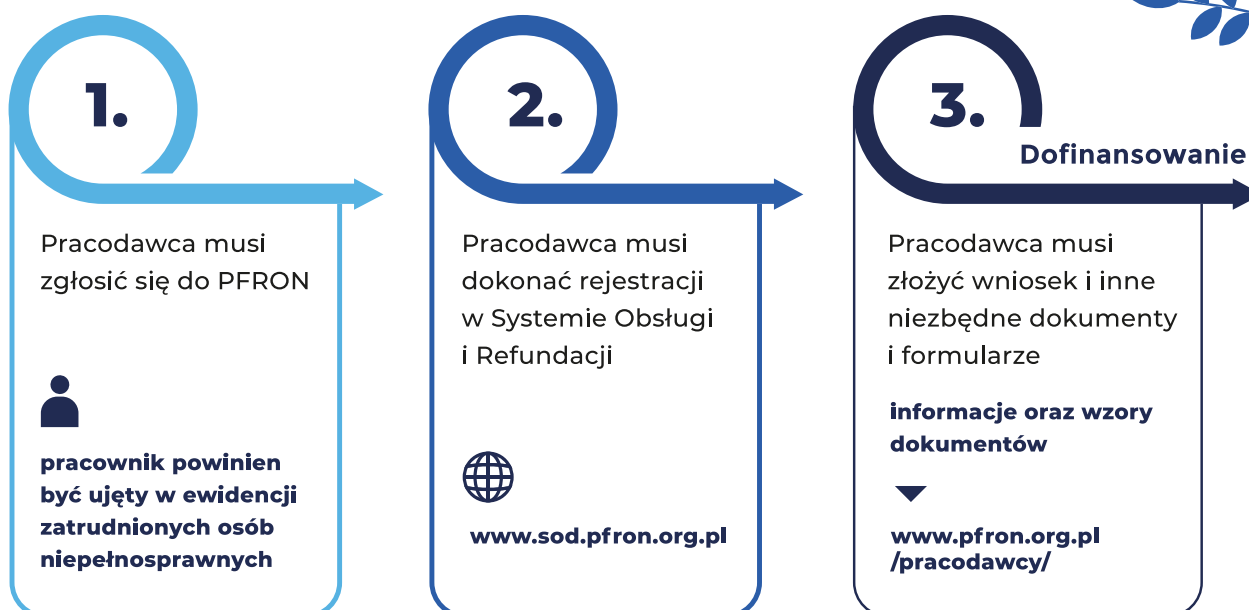 1.
Pracodawca musi
zgłosić się do PFRON
pracownik powinien
być ujęty w ewidencji
zatrudnionych osób
niepełnosprawnych
2.
Pracodawca musi
dokonać rejestracji
w Systemie Obsługi
i Refundacji
www.sod.pfron.org.pl
3.
Dofinansowanie
Pracodawca musi
złożyć wniosek i inne
niezbędne dokumenty
i formularze
informacje oraz wzory
dokumentów
www.pfron.org.pl
/pracodawcy/